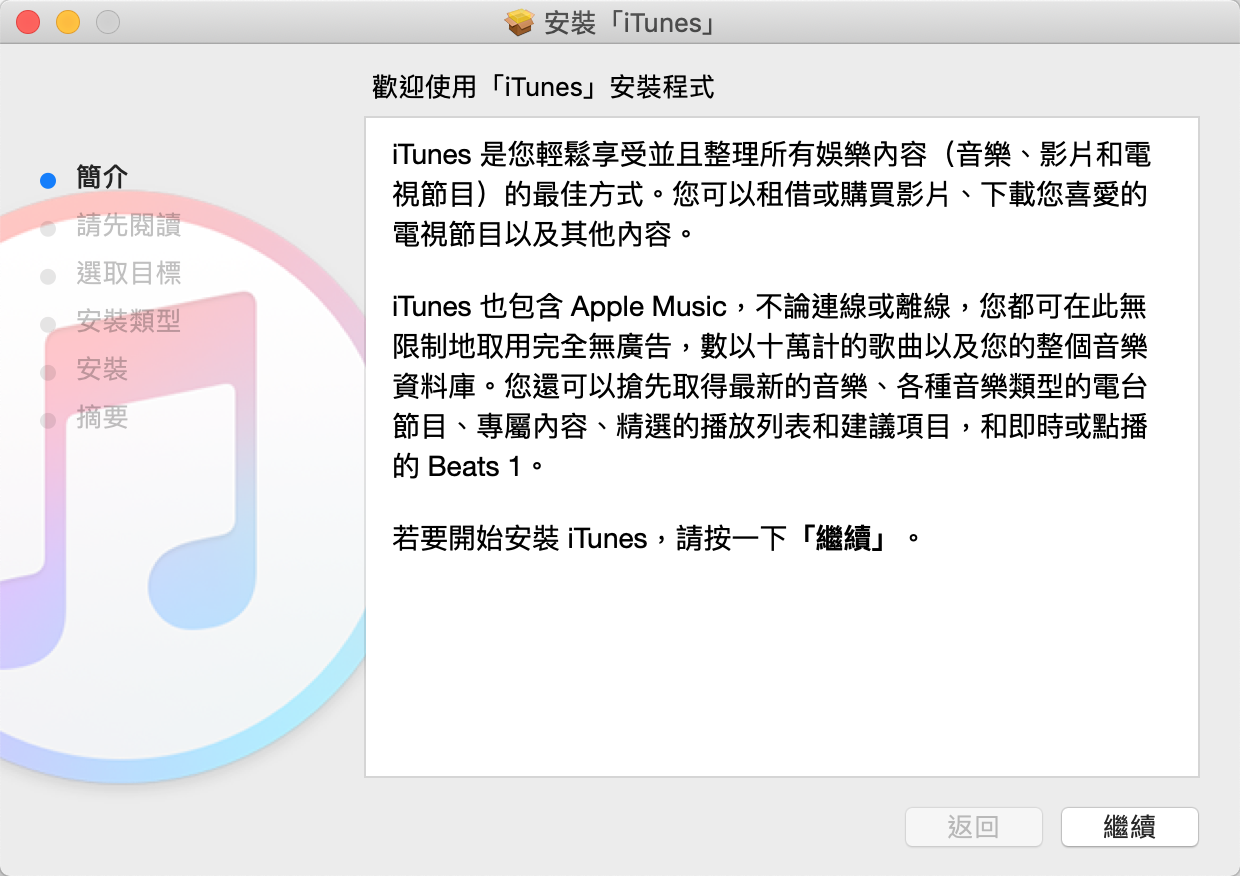 安裝「iTunes」
歡迎使用「iTunes」安裝程式
簡介
請先閱讀
選取目標
安裝類型
安裝
摘要
iTunes 是您輕鬆享受並且整理所有娛樂內容（音樂、影片和電
視節目）的最佳方式。您可以租借或購買影片、下載您喜愛的
電視節目以及其他內容。
iTunes 也包含 Apple Music，不論連線或離線，您都可在此無
限制地取用完全無廣告，數以十萬計的歌曲以及您的整個音樂
資料庫。您還可以搶先取得最新的音樂、各種音樂類型的電台
節目、專屬內容、精選的播放列表和建議項目，和即時或點播
的 Beats 1。
若要開始安裝 iTunes，請按一下「繼續」。
返回
繼續